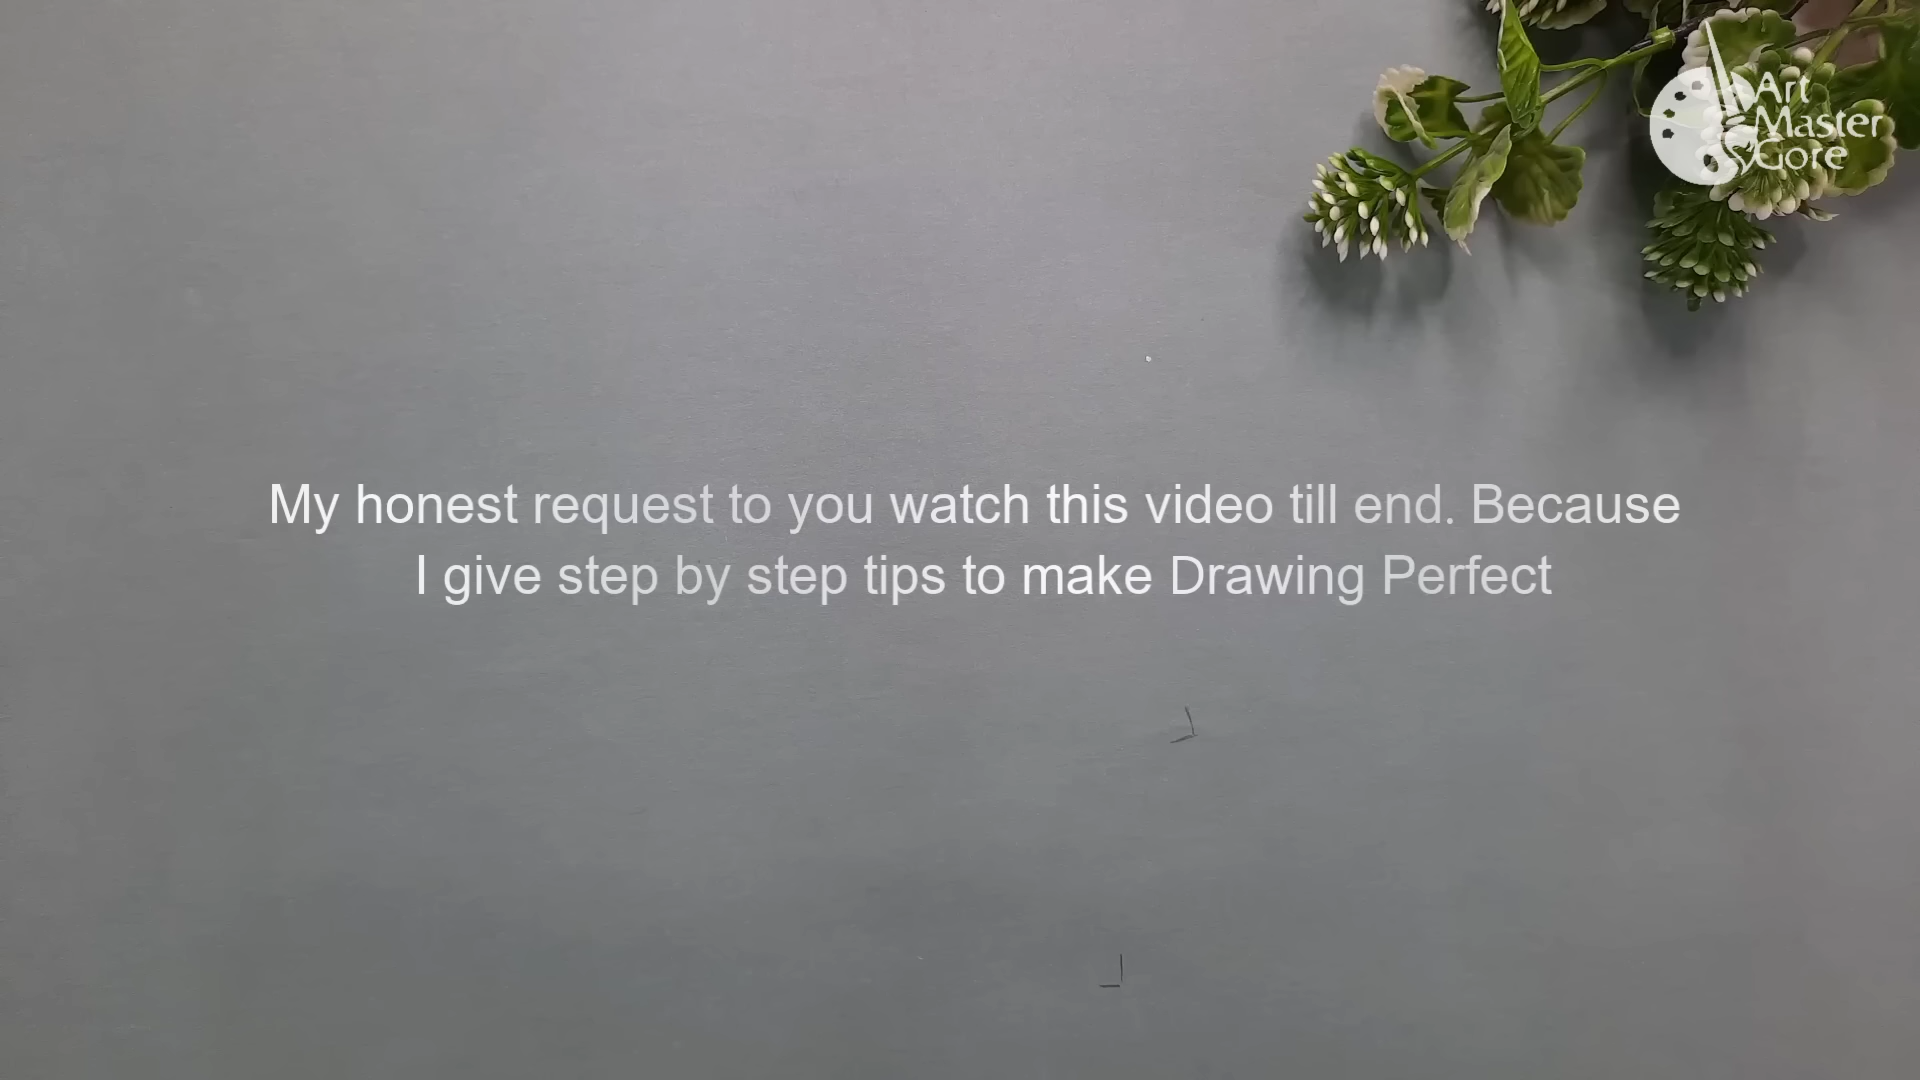 Art
Master
Gore
My honest request to you watch this video till end. Because
I give step by step tips to make Drawing Perfect